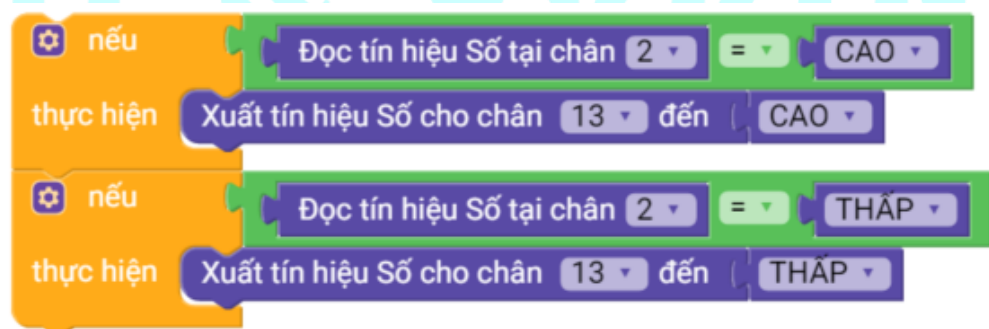 nếu Đọc tín hiệu Số tại chân 2 = CAO
thực hiện Xuất tín hiệu Số cho chân 13 đến CAO
nếu Đọc tín hiệu Số tại chân 2 = THẤP
thực hiện Xuất tín hiệu Số cho chân 13 đến THẤP